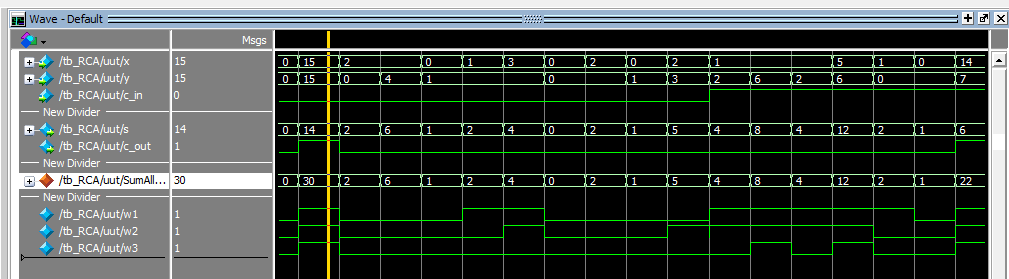 Wave - Default
Msgs
/tb_RCA/uut/x 15 0 15 2 0 1 3 0 2 0 2 1 5 1 0 14
/tb_RCA/uut/y 15 0 15 0 4 1 0 1 3 2 6 2 6 0 7
/tb_RCA/uut/c_in 0
New Divider
/tb_RCA/uut/s 14 0 14 2 6 1 2 4 0 2 1 5 4 8 4 12 2 1 6
/tb_RCA/uut/c_out 1
New Divider
/tb_RCA/uut/SumAll... 30 0 30 2 6 1 2 4 0 2 1 5 4 8 4 12 2 1 22
New Divider
/tb_RCA/uut/w1 1
/tb_RCA/uut/w2 1
/tb_RCA/uut/w3 1